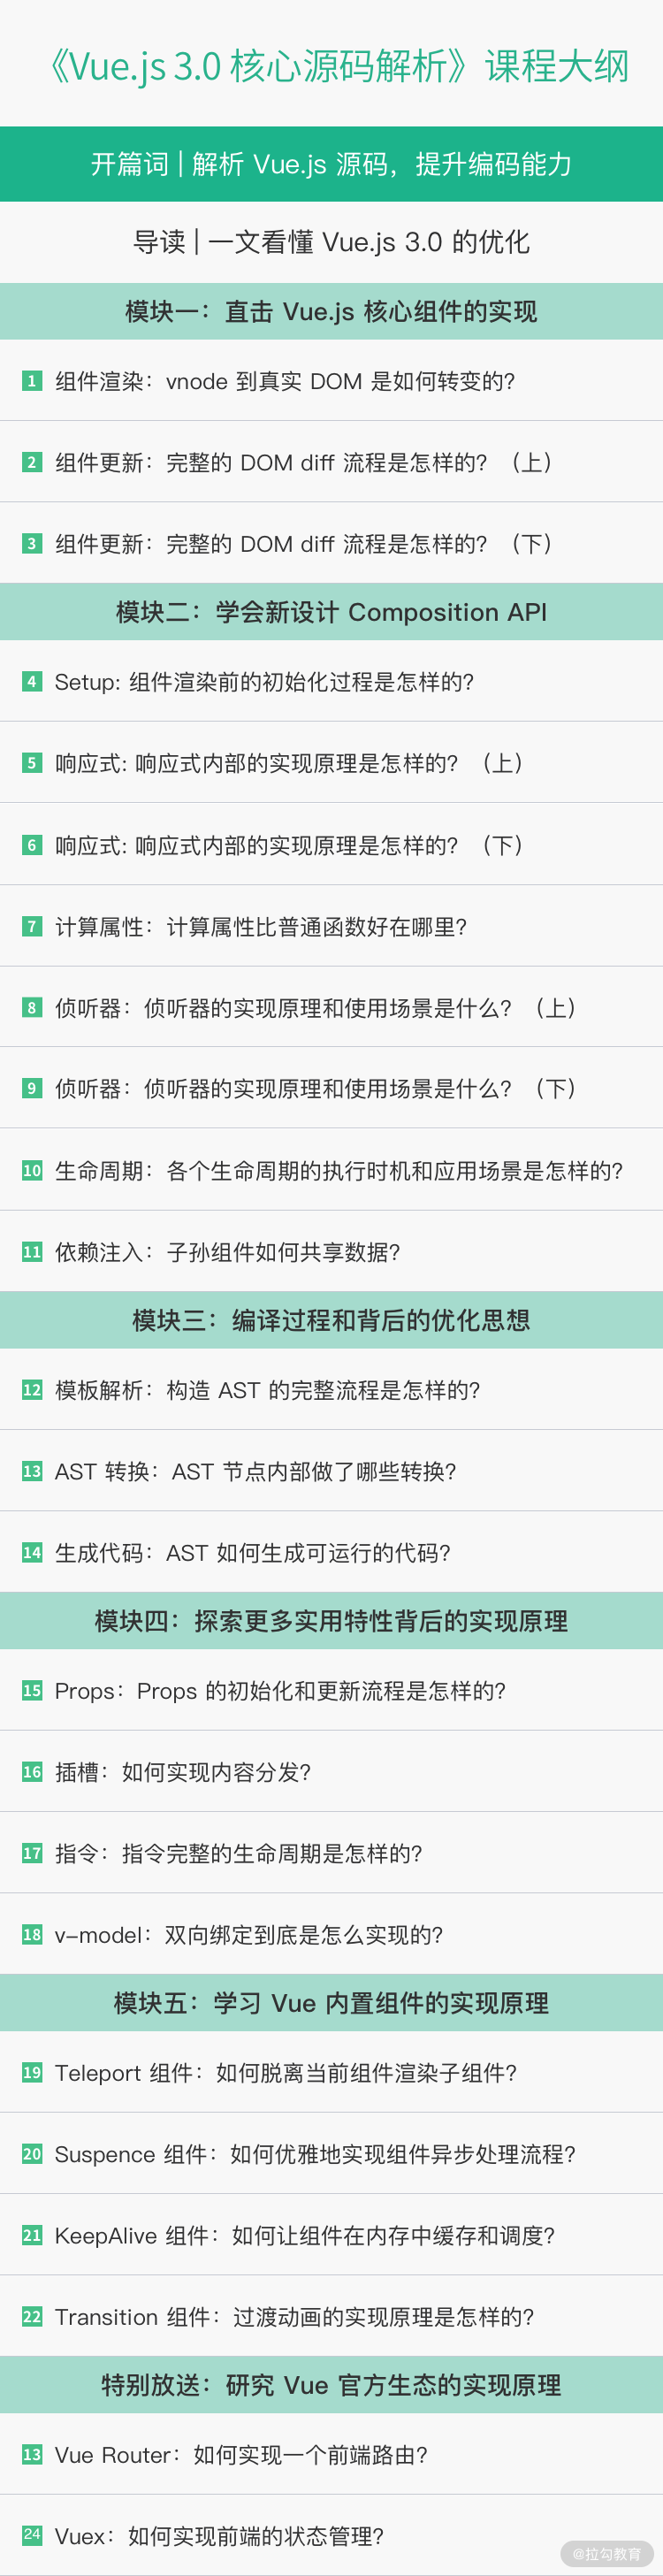 《Vue.js 3.0 核心源码解析》课程大纲
开篇词 | 解析 Vue.js 源码，提升编码能力
导读 | 一文看懂 Vue.js 3.0 的优化
模块一：直击 Vue.js 核心组件的实现
1 组件渲染：vnode 到真实 DOM 是如何转变的？
2 组件更新：完整的 DOM diff 流程是怎样的？（上）
3 组件更新：完整的 DOM diff 流程是怎样的？（下）
模块二：学会新设计 Composition API
4 Setup: 组件渲染前的初始化过程是怎样的？
5 响应式: 响应式内部的实现原理是怎样的？（上）
6 响应式: 响应式内部的实现原理是怎样的？（下）
7 计算属性：计算属性比普通函数好在哪里？
8 侦听器：侦听器的实现原理和使用场景是什么？（上）
9 侦听器：侦听器的实现原理和使用场景是什么？（下）
10 生命周期：各个生命周期的执行时机和应用场景是怎样的？
11 依赖注入：子孙组件如何共享数据？
模块三：编译过程和背后的优化思想
12 模板解析：构造 AST 的完整流程是怎样的？
13 AST 转换：AST 节点内部做了哪些转换？
14 生成代码：AST 如何生成可运行的代码？
模块四：探索更多实用特性背后的实现原理
15 Props：Props 的初始化和更新流程是怎样的？
16 插槽：如何实现内容分发？
17 指令：指令完整的生命周期是怎样的？
18 v-model：双向绑定到底是怎么实现的？
模块五：学习 Vue 内置组件的实现原理
19 Teleport 组件：如何脱离当前组件渲染子组件？
20 Suspence 组件：如何优雅地实现组件异步处理流程？
21 KeepAlive 组件：如何让组件在内存中缓存和调度？
22 Transition 组件：过渡动画的实现原理是怎样的？
特别放送：研究 Vue 官方生态的实现原理
13 Vue Router：如何实现一个前端路由？
24 Vuex：如何实现前端的状态管理？
@拉勾教育